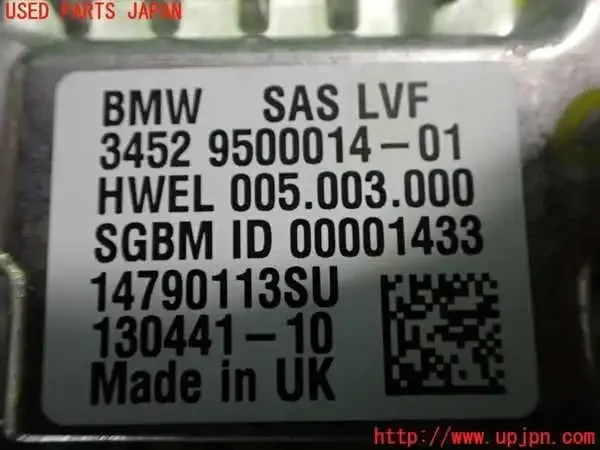 USED PARTS JAPAN
BMW SAS LVF
3452 9500014-01
HWEL 005.003.000
SGBM ID 00001433
14790113SU
130441-10
Made in UK
http://www.upjpn.com/